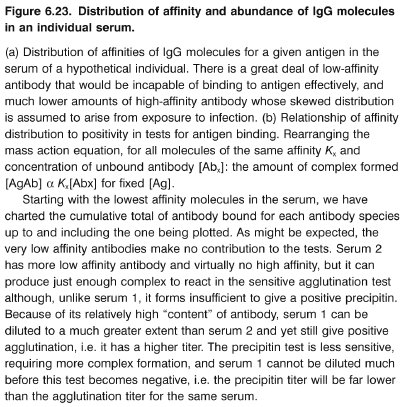 Figure 6.23. Distribution of affinity and abundance of IgG molecules
in an individual serum.
(a) Distribution of affinities of IgG molecules for a given antigen in the
serum of a hypothetical individual. There is a great deal of low-affinity
antibody that would be incapable of binding to antigen effectively, and
much lower amounts of high-affinity antibody whose skewed distribution
is assumed to arise from exposure to infection. (b) Relationship of affinity
distribution to positivity in tests for antigen binding. Rearranging the
mass action equation, for all molecules of the same affinity Kₓ and
concentration of unbound antibody [Abₓ]: the amount of complex formed
[AgAb] α Kₓ[Abx] for fixed [Ag].
Starting with the lowest affinity molecules in the serum, we have
charted the cumulative total of antibody bound for each antibody species
up to and including the one being plotted. As might be expected, the
very low affinity antibodies make no contribution to the tests. Serum 2
has more low affinity antibody and virtually no high affinity, but it can
produce just enough complex to react in the sensitive agglutination test
although, unlike serum 1, it forms insufficient to give a positive precipitin.
Because of its relatively high “content” of antibody, serum 1 can be
diluted to a much greater extent than serum 2 and yet still give positive
agglutination, i.e. it has a higher titer. The precipitin test is less sensitive,
requiring more complex formation, and serum 1 cannot be diluted much
before this test becomes negative, i.e. the precipitin titer will be far lower
than the agglutination titer for the same serum.